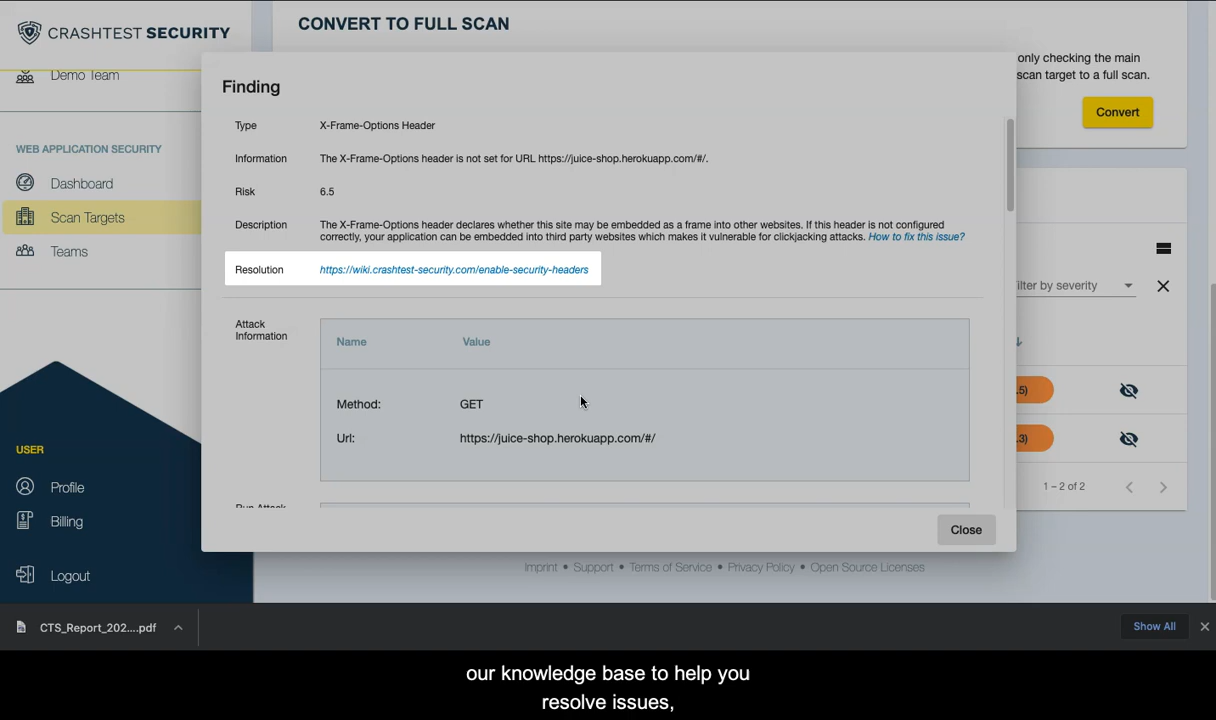 CRASHTEST SECURITY
Demo Team
WEB APPLICATION SECURITY
Dashboard
Scan Targets
Teams
USER
Profile
Billing
Logout
CONVERT TO FULL SCAN
only checking the main
scan target to a full scan.
Convert
Finding
Type X-Frame-Options Header
Information The X-Frame-Options header is not set for URL https://juice-shop.herokuapp.com/#/.
Risk 6.5
Description The X-Frame-Options header declares whether this site may be embedded as a frame into other websites. If this header is not configured
correctly, your application can be embedded into third party websites which makes it vulnerable for clickjacking attacks. How to fix this issue?
Resolution https://wiki.crashtest-security.com/enable-security-headers
Attack
Information
Name Value
Method: GET
Url: https://juice-shop.herokuapp.com/#/
Close
by severity
.5)
.3)
1 – 2 of 2
Imprint • Support • Terms of Service • Privacy Policy • Open Source Licenses
CTS_Report_202....pdf
Show All
our knowledge base to help you
resolve issues,